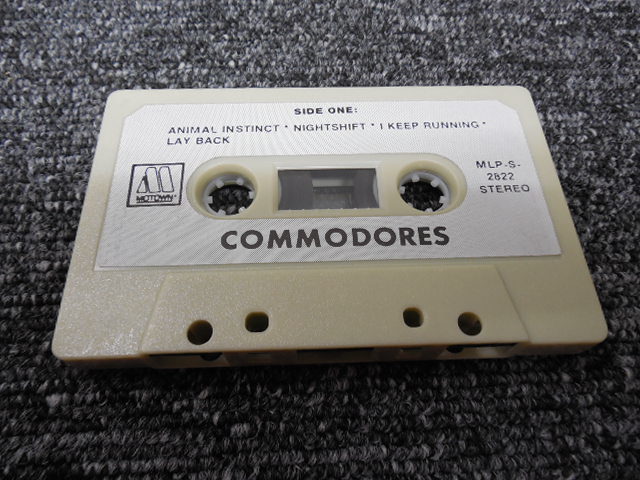 SIDE ONE:
ANIMAL INSTINCT * NIGHTSHIFT * I KEEP RUNNING *
LAY BACK
MOTOWN
MLP-S-
2822
STEREO
COMMODORES